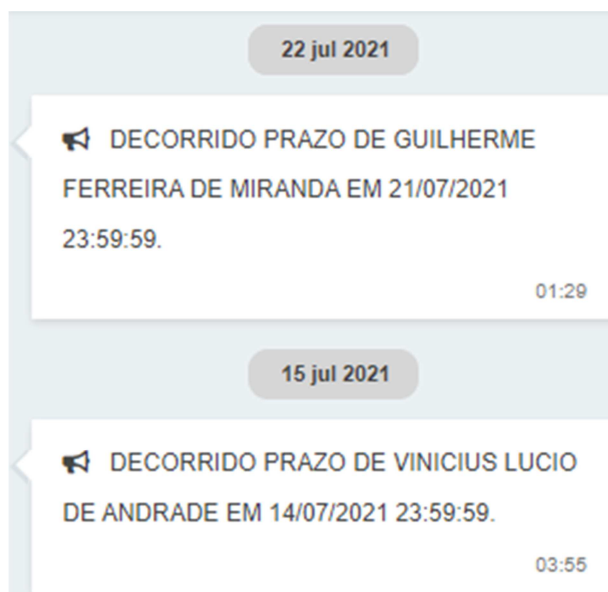 22 jul 2021
DECORRIDO PRAZO DE GUILHERME
FERREIRA DE MIRANDA EM 21/07/2021
23:59:59.
01:29
15 jul 2021
DECORRIDO PRAZO DE VINICIUS LUCIO
DE ANDRADE EM 14/07/2021 23:59:59.
03:55